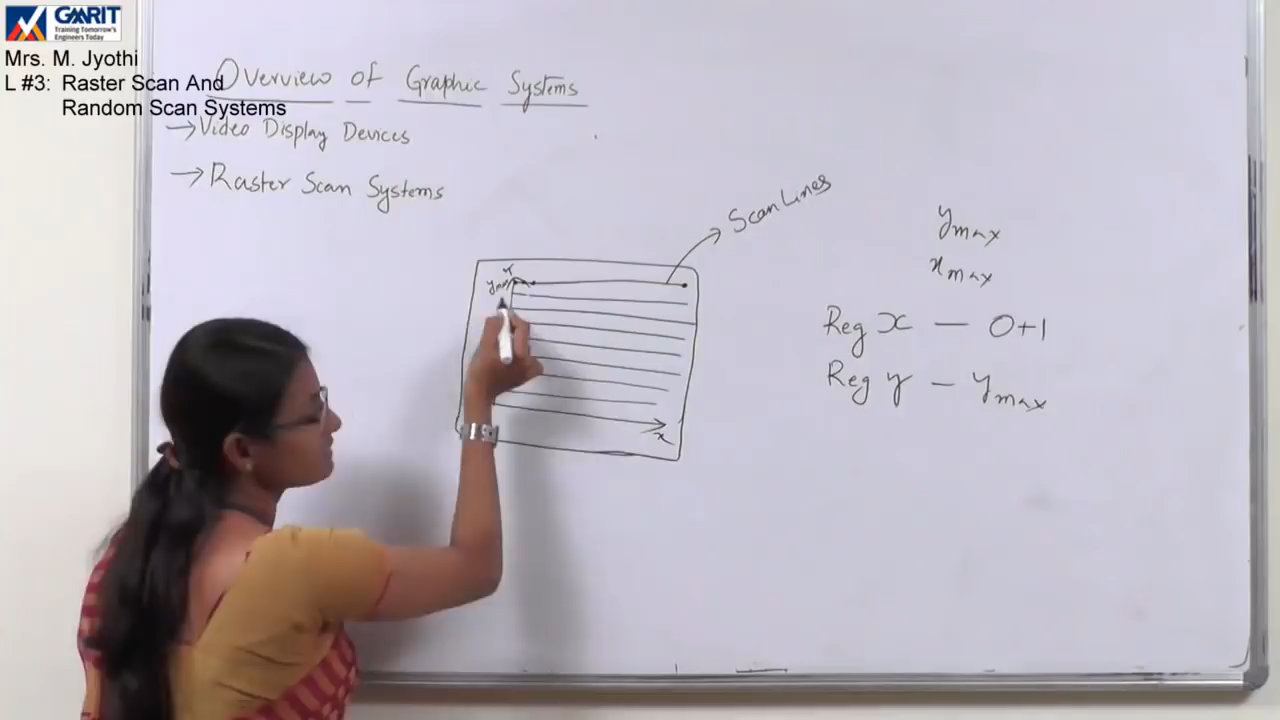 GMRIT
Training Tomorrow's
Engineers Today
Mrs. M. Jyothi
L #3: Raster Scan And
Random Scan Systems
Overview of Graphic Systems
→Video Display Devices
→Raster Scan Systems
Scan Lines
ymax
xmax
Reg x — 0+1
Reg y — ymax
x